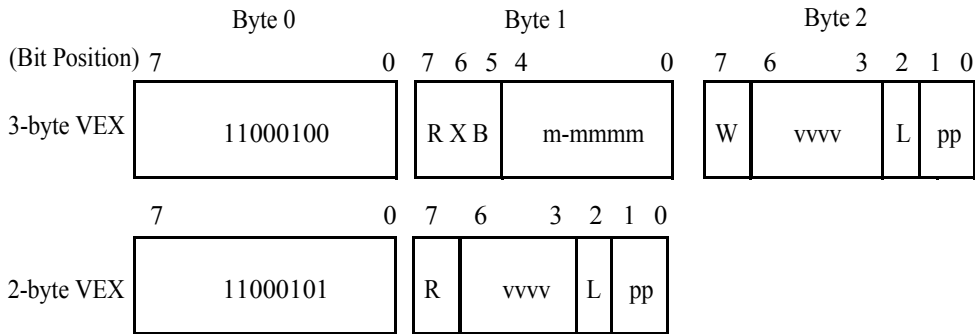 Byte 0 Byte 1 Byte 2
(Bit Position) 7 0 7 6 5 4 0 7 6 3 2 1 0
3-byte VEX 11000100 R X B m-mmmm W vvvv L pp
7 0 7 6 3 2 1 0
2-byte VEX 11000101 R vvvv L pp